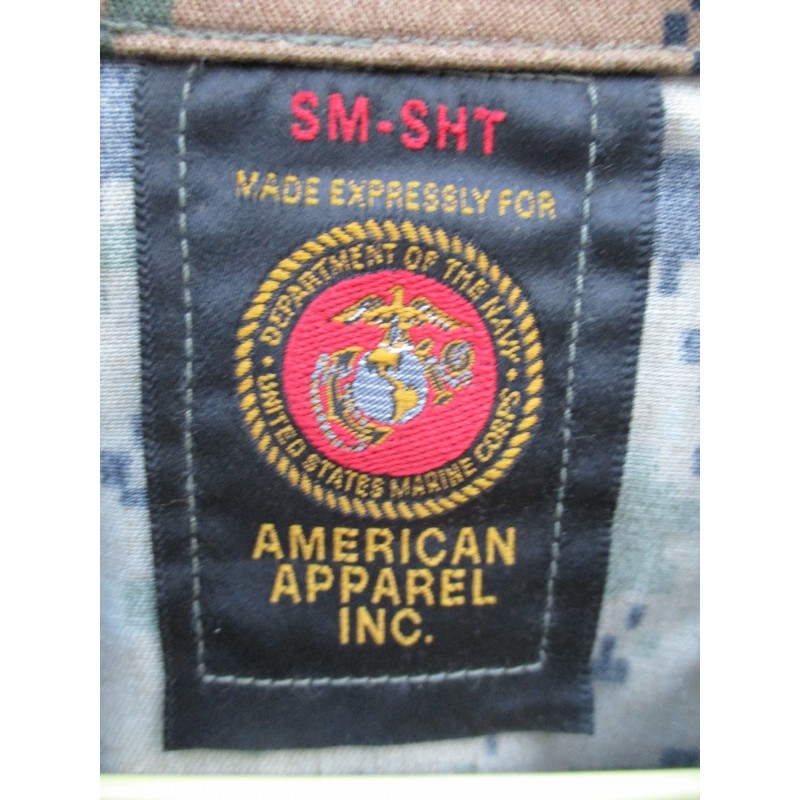 SM-SHT
MADE EXPRESSLY FOR
DEPARTMENT OF THE NAVY
UNITED STATES MARINE CORPS
AMERICAN
APPAREL
INC.